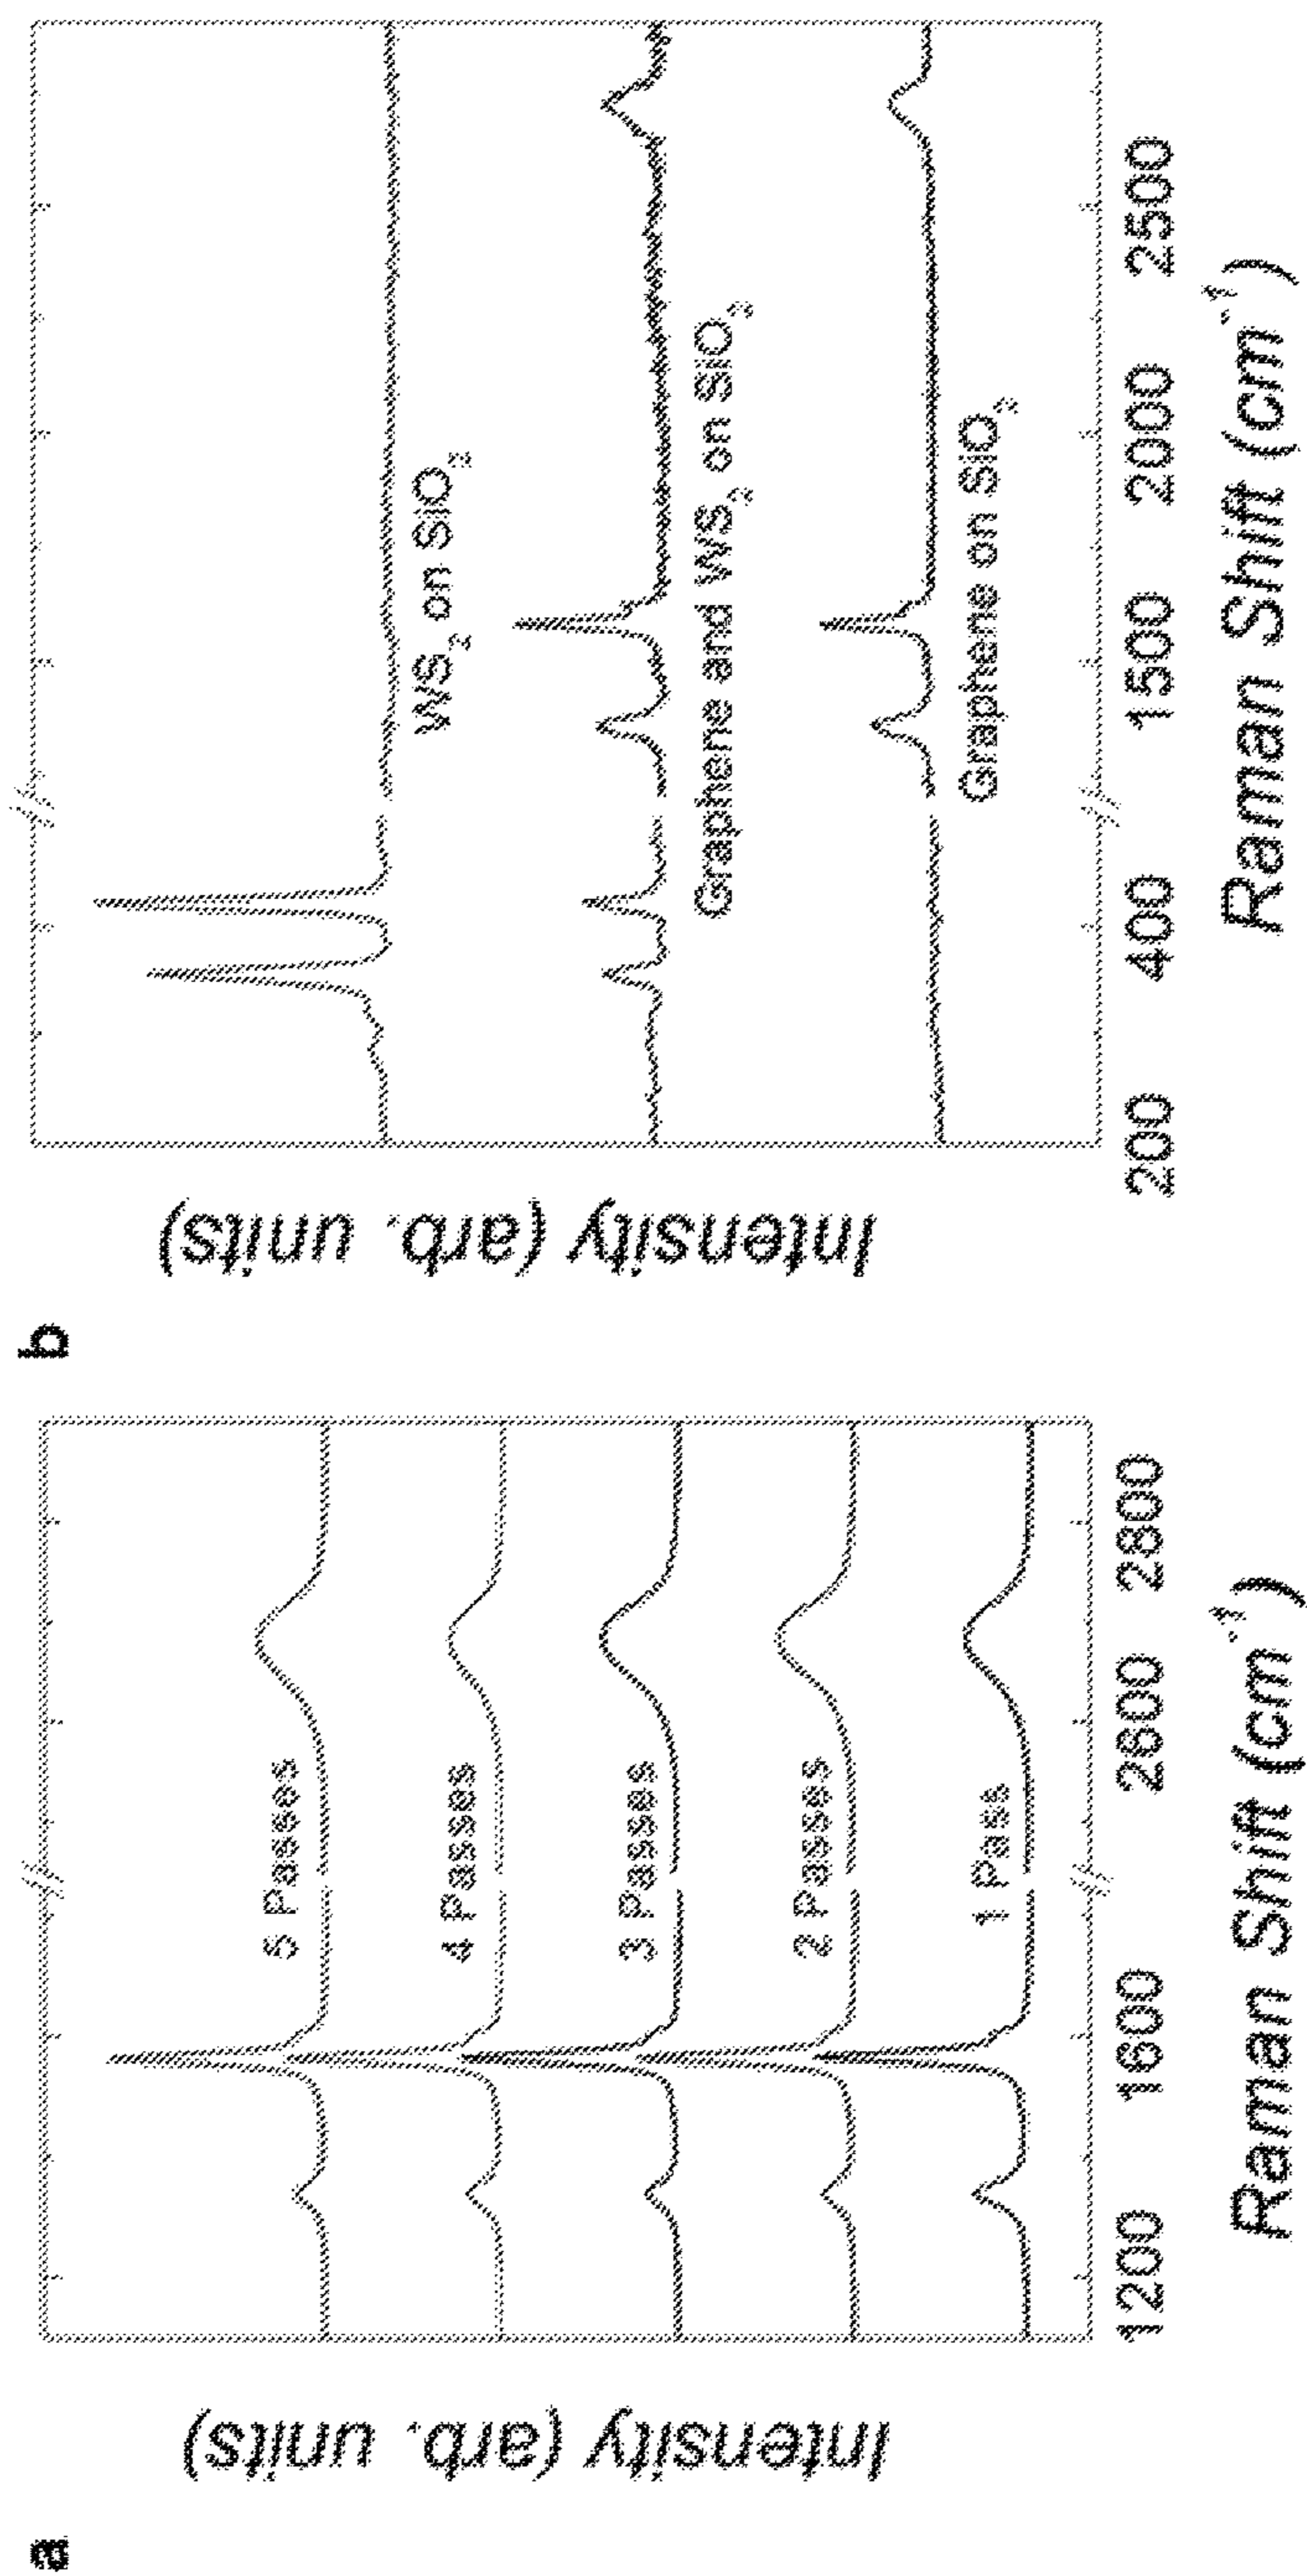 a
Intensity (arb. units)
5 Passes
4 Passes
3 Passes
2 Passes
1 Pass
1200 1600 2600 2800
Raman Shift (cm⁻¹)
b
Intensity (arb. units)
WS₂ on SiO₂
Graphene and WS₂ on SiO₂
Graphene on SiO₂
200 400 1500 2000 2500
Raman Shift (cm⁻¹)